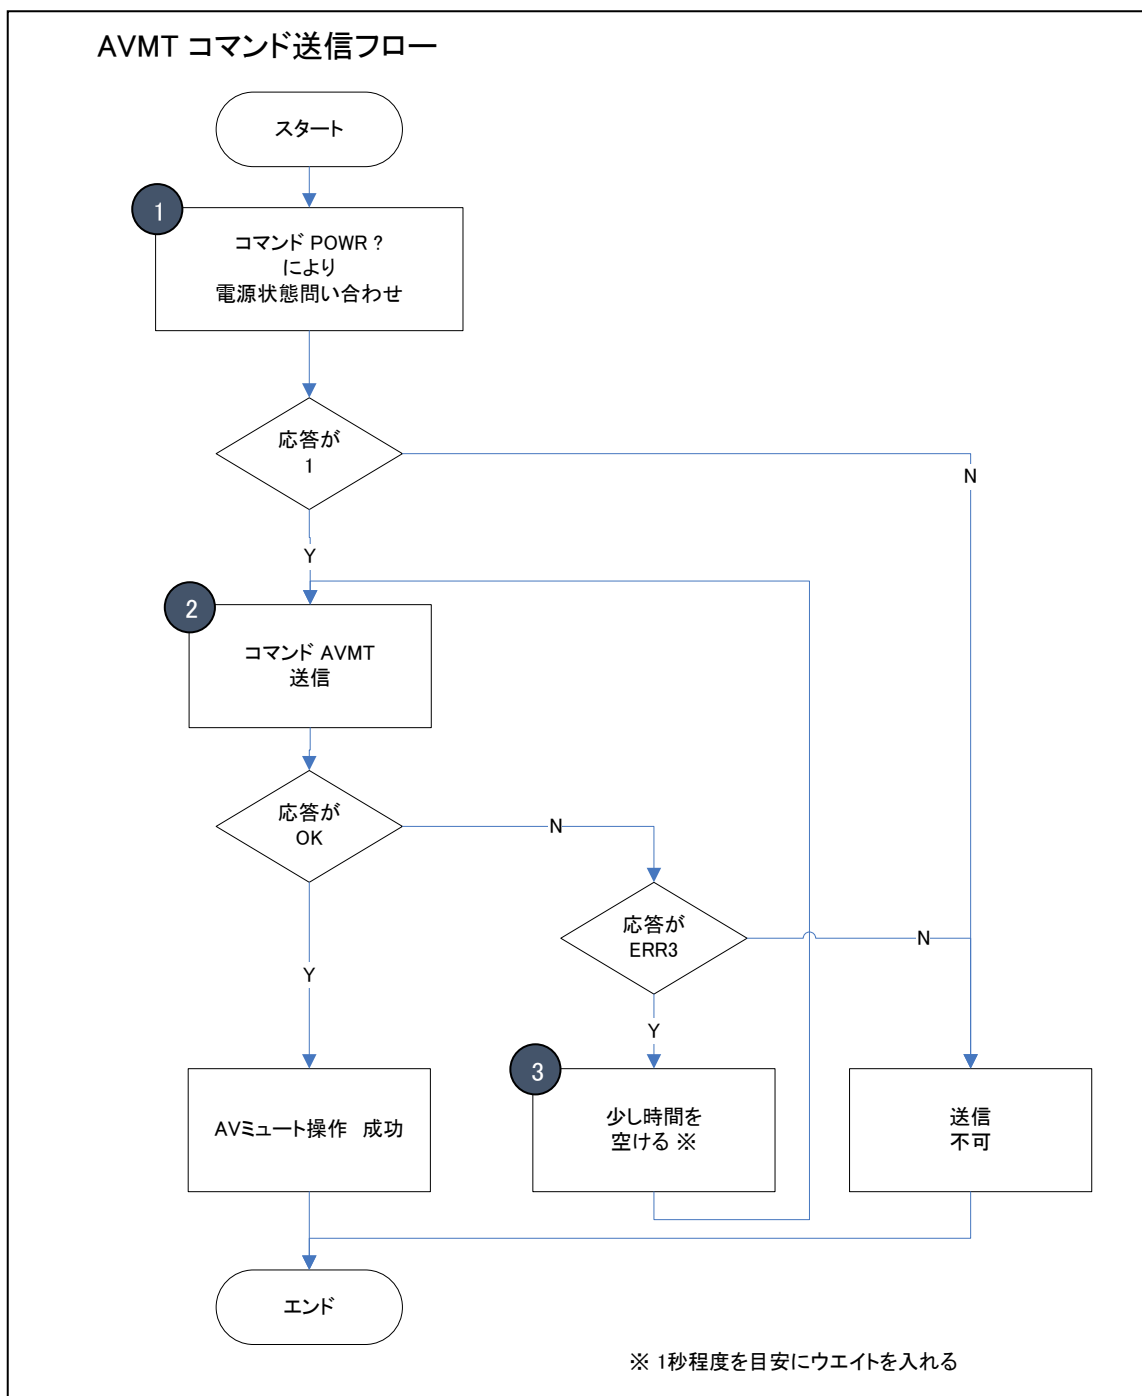 AVMT コマンド送信フロー
スタート
1
コマンド POWR ?
により
電源状態問い合わせ
応答が
1
N
Y
2
コマンド AVMT
送信
応答が
OK
N
応答が
ERR3
N
Y
Y
3
AVミュート操作 成功
少し時間を
空ける ※
送信
不可
エンド
※ 1秒程度を目安にウエイトを入れる